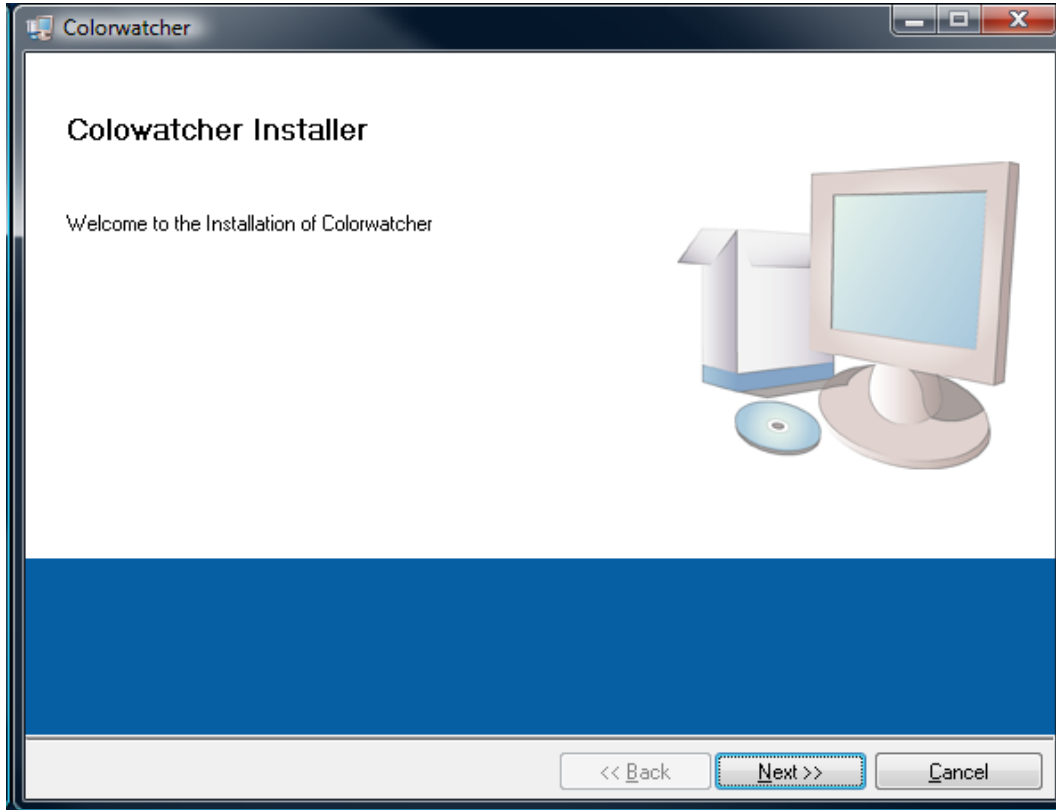 Colorwatcher
Colowatcher Installer
Welcome to the Installation of Colorwatcher
<< Back
Next >>
Cancel